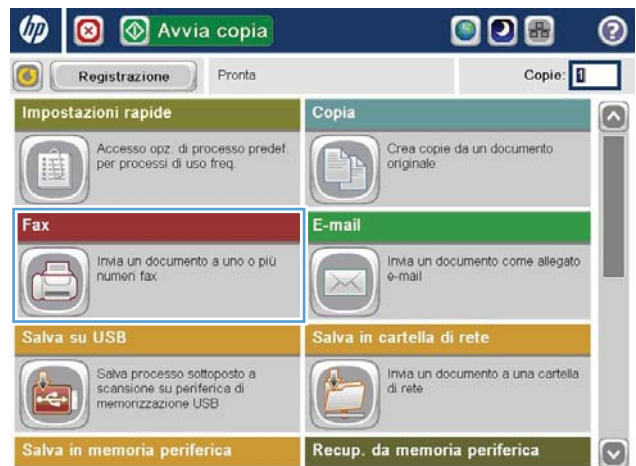 hp
Avvia copia
?
Registrazione
Pronta
Copie: 1
Impostazioni rapide
Accesso opz. di processo predef.
per processi di uso freq.
Copia
Crea copie da un documento
originale
Fax
Invia un documento a uno o più
numeri fax
E-mail
Invia un documento come allegato
e-mail
Salva su USB
Salva processo sottoposto a
scansione su periferica di
memorizzazione USB
Salva in cartella di rete
Invia un documento a una cartella
di rete
Salva in memoria periferica
Recup. da memoria periferica